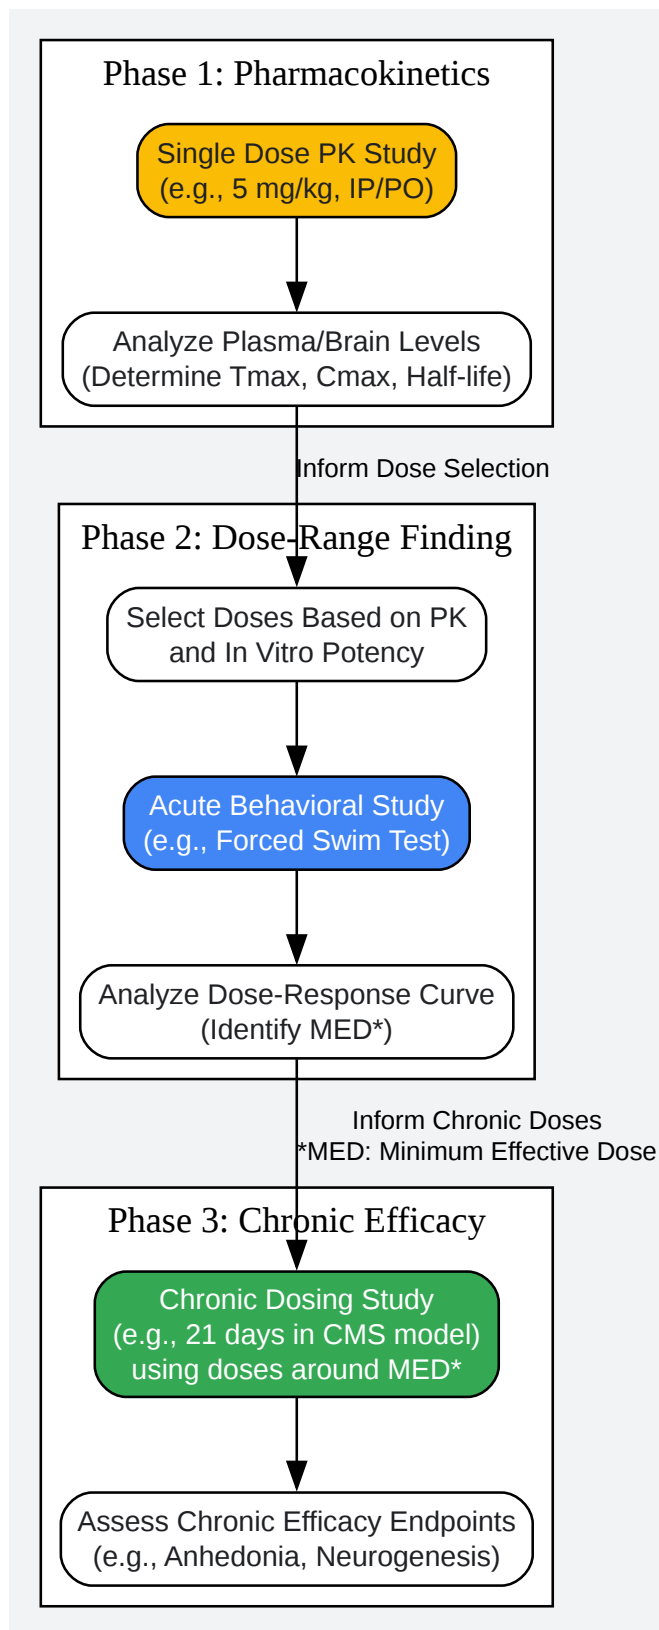 Phase 1: Pharmacokinetics
Single Dose PK Study
(e.g., 5 mg/kg, IP/PO)
Analyze Plasma/Brain Levels
(Determine Tmax, Cmax, Half-life)
Inform Dose Selection
Phase 2: Dose-Range Finding
Select Doses Based on PK
and In Vitro Potency
Acute Behavioral Study
(e.g., Forced Swim Test)
Analyze Dose-Response Curve
(Identify MED*)
Inform Chronic Doses
*MED: Minimum Effective Dose
Phase 3: Chronic Efficacy
Chronic Dosing Study
(e.g., 21 days in CMS model)
using doses around MED*
Assess Chronic Efficacy Endpoints
(e.g., Anhedonia, Neurogenesis)